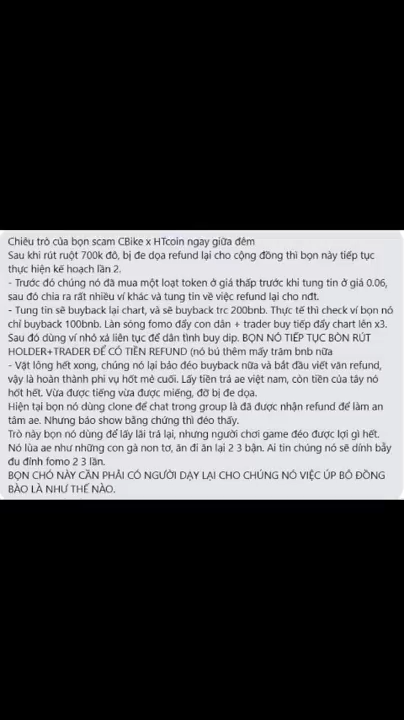 Chiêu trò của bọn scam CBike x HTcoin ngay giữa đêm
Sau khi rút ruột 700k đô, bị đe dọa refund lại cho cộng đồng thì bọn này tiếp tục
thực hiện kế hoạch lần 2.
- Trước đó chúng nó đã mua một loạt token ở giá thấp trước khi tung tin ở giá 0.06,
sau đó chia ra rất nhiều ví khác và tung tin về việc refund lại cho nđt.
- Tung tin sẽ buyback lại chart, và sẽ buyback trc 200bnb. Thực tế thì check ví bọn nó
chỉ buyback 100bnb. Làn sóng fomo đẩy con dân + trader buy tiếp đẩy chart lên x3.
Sau đó dùng ví nhỏ xả liên tục để dân tình buy dip. BỌN NÓ TIẾP TỤC BÒN RÚT
HOLDER+TRADER ĐỂ CÓ TIỀN REFUND (nó bú thêm mấy trăm bnb nữa
- Vặt lông hết xong, chúng nó lại bảo đéo buyback nữa và bắt đầu viết văn refund,
vậy là hoàn thành phi vụ hốt mẻ cuối. Lấy tiền trả ae việt nam, còn tiền của tây nó
hốt hết. Vừa được tiếng vừa được miếng, đỡ bị đe dọa.
Hiện tại bọn nó dùng clone để chat trong group là đã được nhận refund để làm an
tâm ae. Nhưng bảo show bằng chứng thì đéo thấy.
Trò này bọn nó dùng để lấy lãi trả lại, nhưng người chơi game đéo được lợi gì hết.
Nó lùa ae như những con gà non tơ, ăn đi ăn lại 2 3 bận. Ai tin chúng nó sẽ dính bẫy
đu đỉnh fomo 2 3 lần.
BỌN CHÓ NÀY CẦN PHẢI CÓ NGƯỜI DẠY LẠI CHO CHÚNG NÓ VIỆC ÚP BÔ ĐỒNG
BÀO LÀ NHƯ THẾ NÀO.